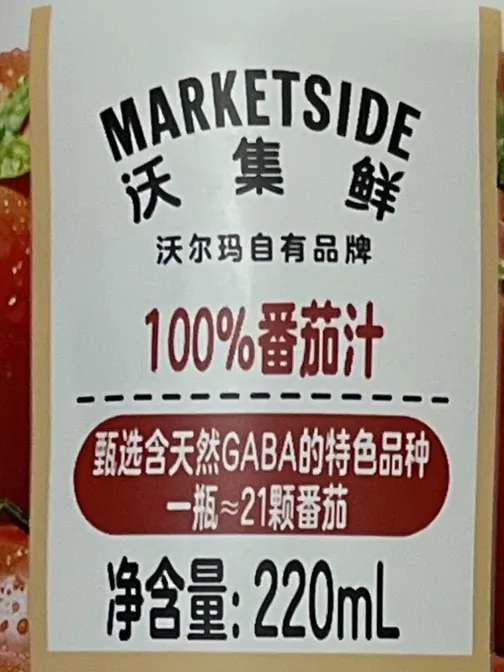 MARKETSIDE
沃集鲜
沃尔玛自有品牌
100%番茄汁
甄选含天然GABA的特色品种
一瓶≈21颗番茄
净含量:220mL